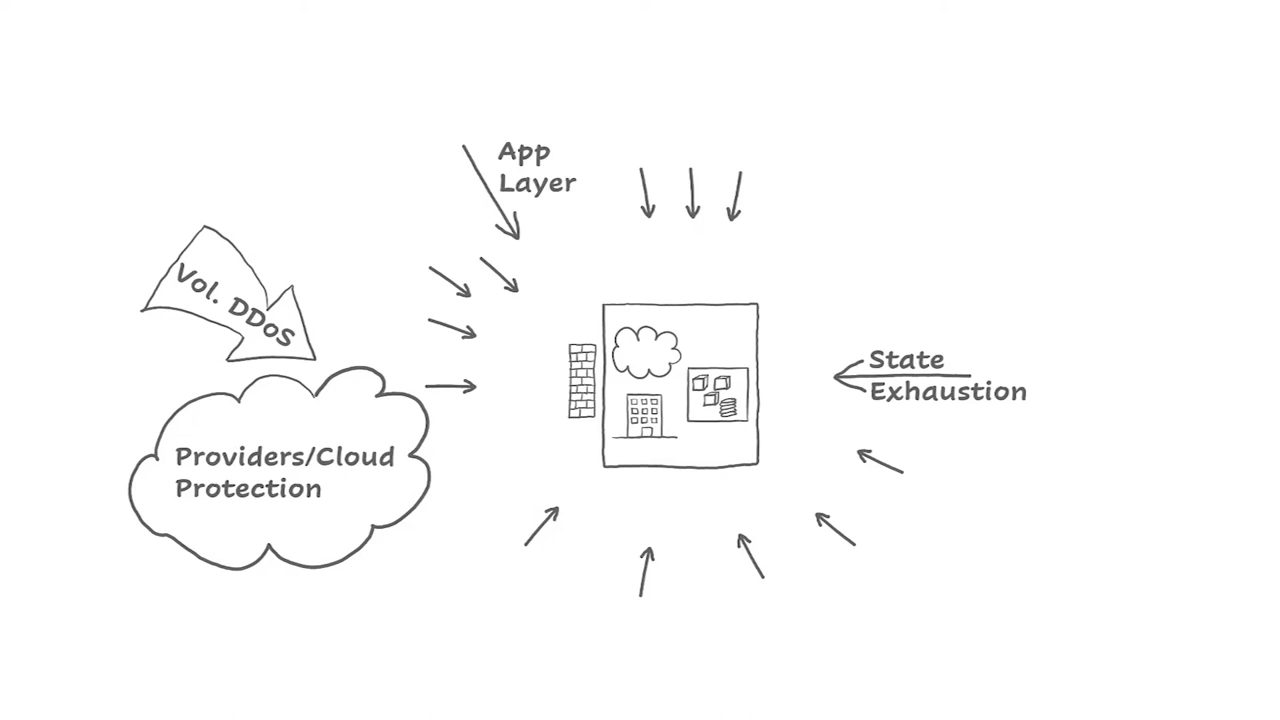 App
Layer
Vol. DDoS
State
Exhaustion
Providers/Cloud
Protection